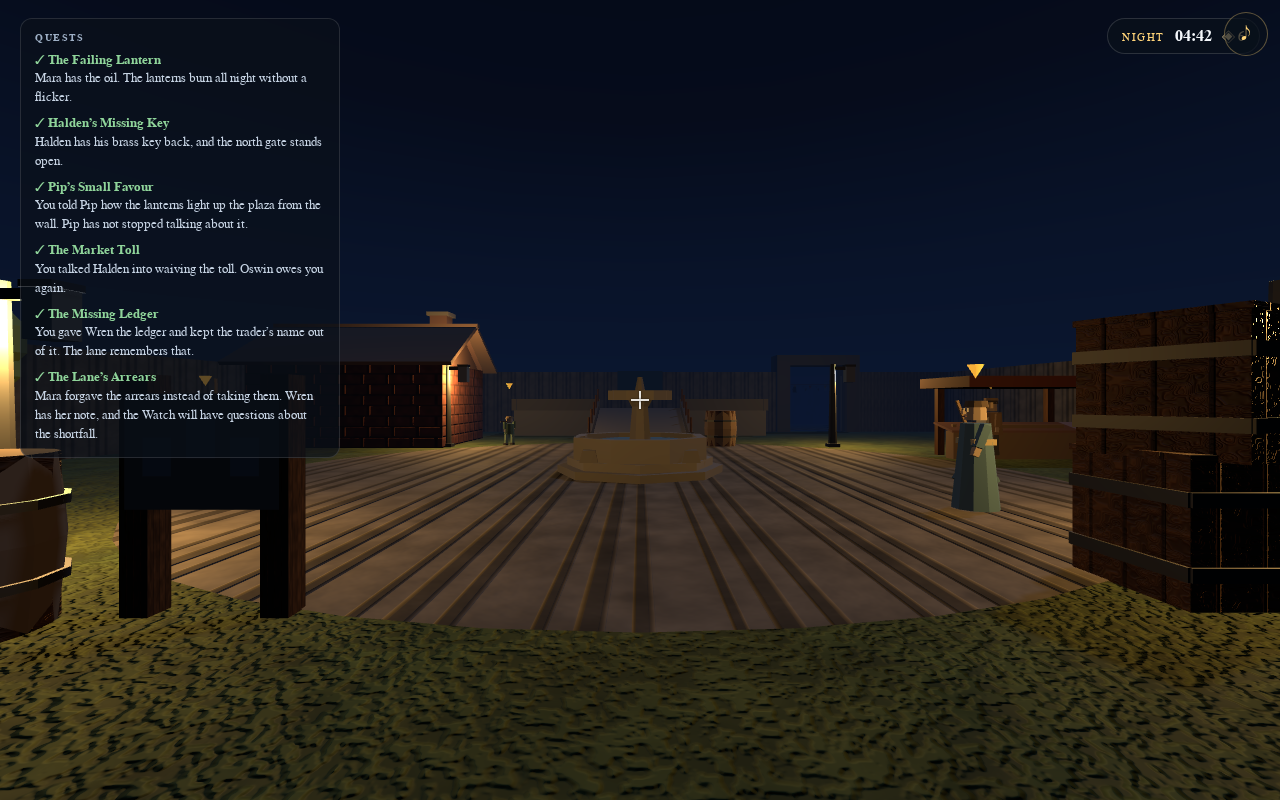 QUESTS
✓ The Failing Lantern
Mara has the oil. The lanterns burn all night without a
flicker.
✓ Halden’s Missing Key
Halden has his brass key back, and the north gate stands
open.
✓ Pip’s Small Favour
You told Pip how the lanterns light up the plaza from the
wall. Pip has not stopped talking about it.
✓ The Market Toll
You talked Halden into waiving the toll. Oswin owes you
again.
✓ The Missing Ledger
You gave Wren the ledger and kept the trader’s name out
of it. The lane remembers that.
✓ The Lane’s Arrears
Mara forgave the arrears instead of taking them. Wren
has her note, and the Watch will have questions about
the shortfall.
NIGHT 04:42